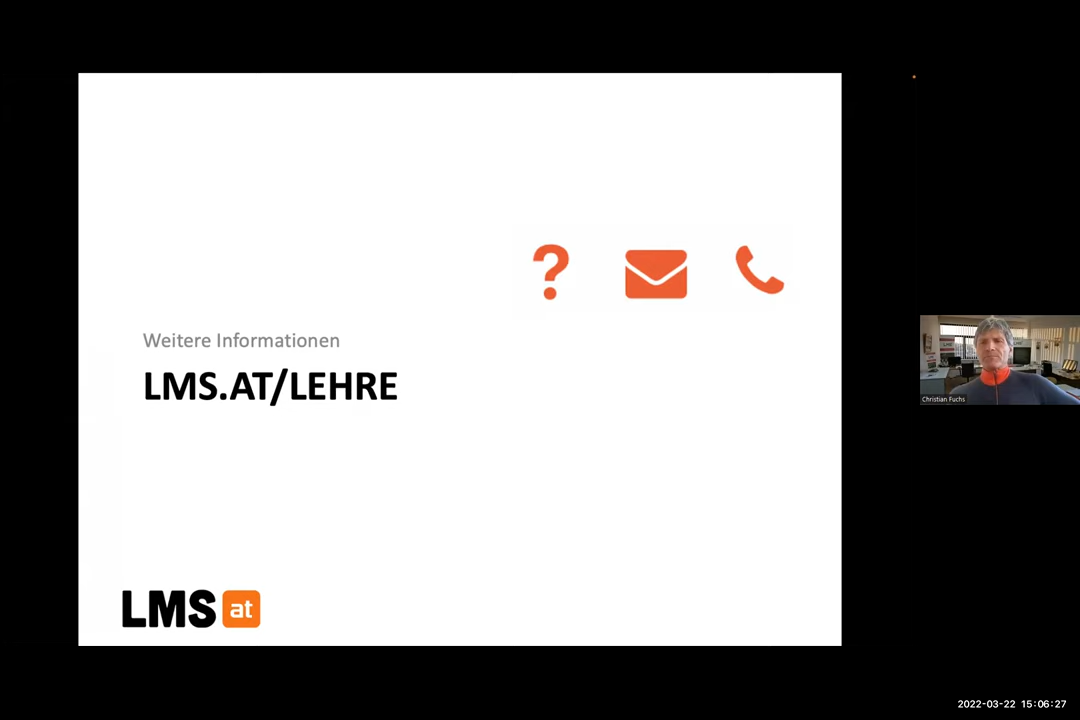 ?
Weitere Informationen
LMS.AT/LEHRE
LMS at
Christian Fuchs
2022-03-22 15:06:27